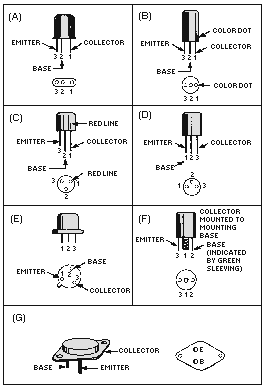 (A)
EMITTER
COLLECTOR
3 2 1
BASE
3 2 1
(B)
COLOR DOT
EMITTER
COLLECTOR
3 2 1
BASE
COLOR DOT
3 2 1
(C)
RED LINE
EMITTER
COLLECTOR
3 2 1
BASE
RED LINE
3 1
2
(D)
EMITTER
COLLECTOR
1 2 3
BASE
2
1 3
(E)
1 2 3
BASE
EMITTER
2
1 3
COLLECTOR
(F)
COLLECTOR
MOUNTED TO
MOUNTING
BASE
EMITTER
BASE
(INDICATED
BY GREEN
SLEEVING)
3 1 2
3 1 2
(G)
COLLECTOR
BASE
EMITTER
O E
O B